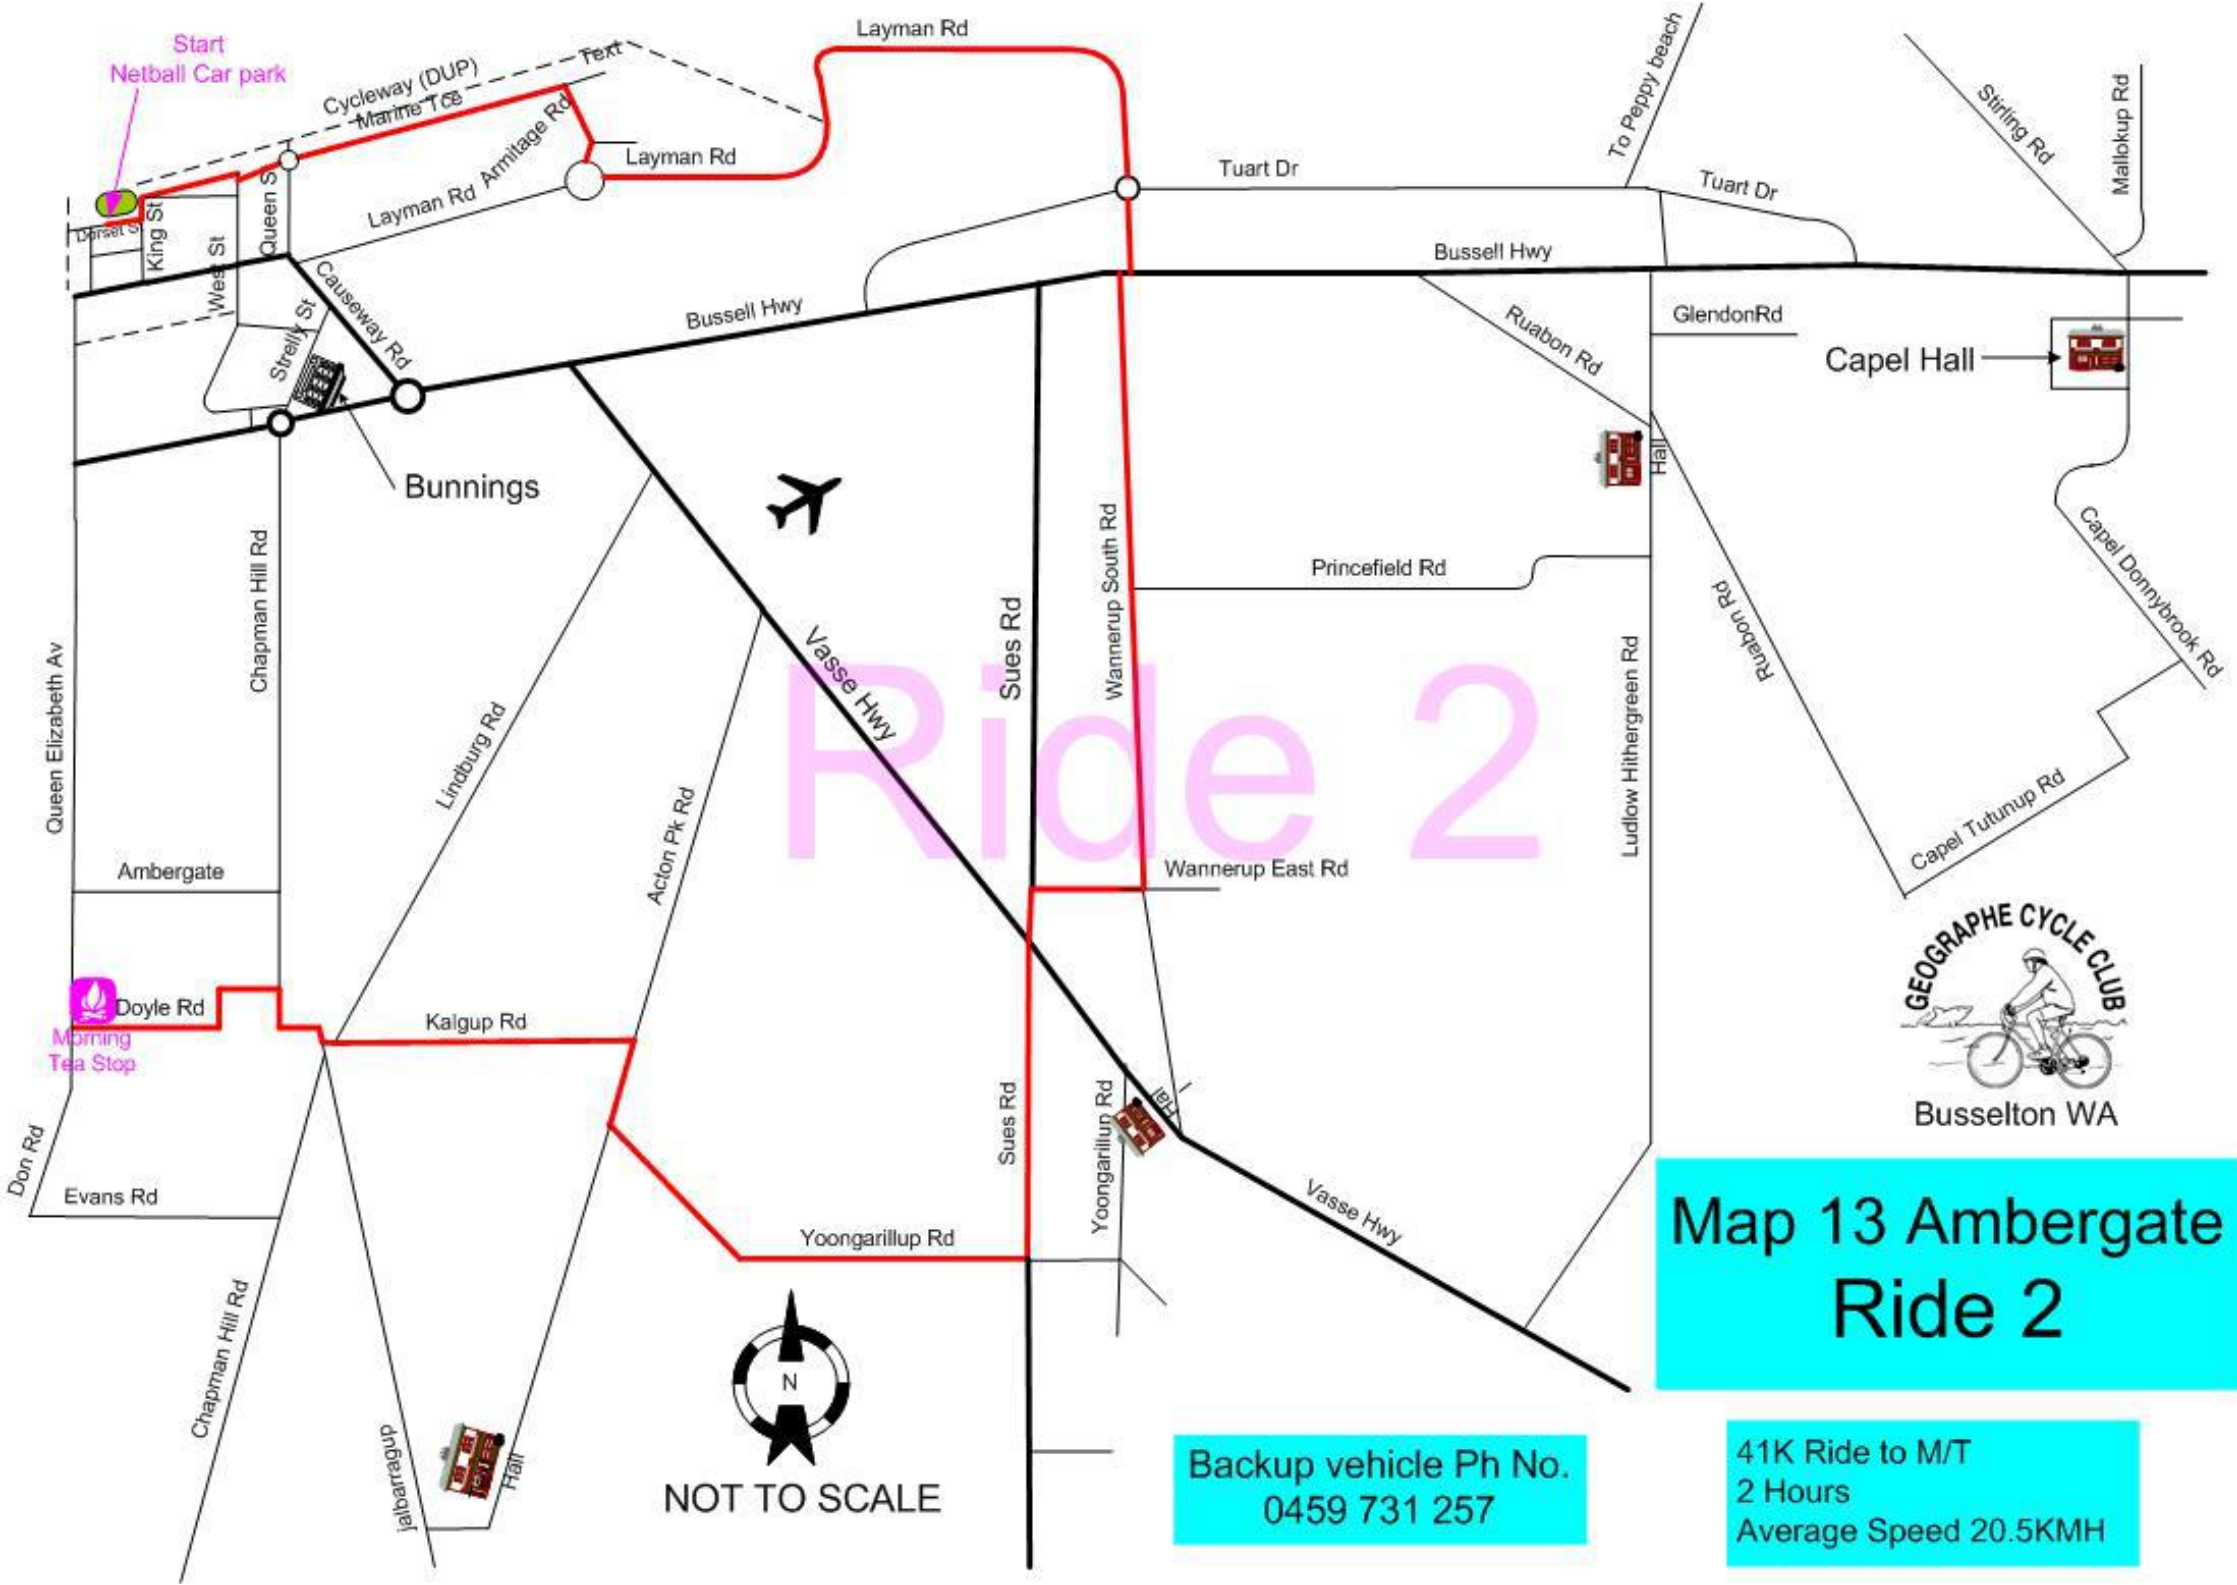 Start
Netball Car park
Cycleway (DUP)
Marine Tce
Text
Layman Rd
Armitage Rd
Layman Rd
Layman Rd
Queen S
Dorset S
King St
West St
Causeway Rd
Strelly St
Bussell Hwy
Tuart Dr
To Peppy beach
Tuart Dr
Stirling Rd
Mallokup Rd
Bussell Hwy
GlendonRd
Ruabon Rd
Capel Hall
Hall
Bunnings
Chapman Hill Rd
Queen Elizabeth Av
Lindburg Rd
Acton Pk Rd
Vasse Hwy
Sues Rd
Wannerup South Rd
Princefield Rd
Ludlow Hithergreen Rd
Ruabon Rd
Capel Donnybrook Rd
Capel Tutunup Rd
Ride 2
Ambergate
Wannerup East Rd
Doyle Rd
Morning
Tea Stop
Kalgup Rd
Don Rd
Evans Rd
Sues Rd
Yoongarillup Rd
Hall
Yoongarillup Rd
Vasse Hwy
Chapman Hill Rd
jalbarragup
Hall
N
NOT TO SCALE
GEOGRAPHE CYCLE CLUB
Busselton WA
Map 13 Ambergate
Ride 2
Backup vehicle Ph No.
0459 731 257
41K Ride to M/T
2 Hours
Average Speed 20.5KMH